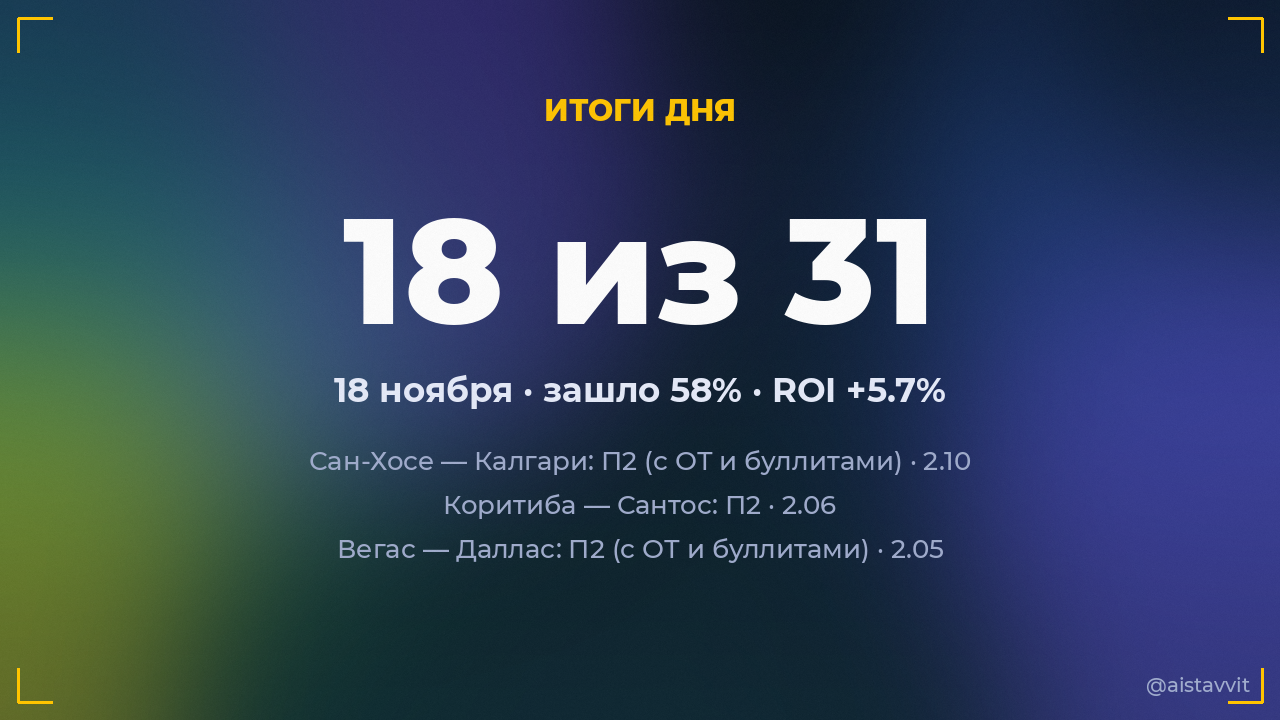 ИТОГИ ДНЯ
18 из 31
18 ноября · зашло 58% · ROI +5.7%
Сан-Хосе — Калгари: П2 (с ОТ и буллитами) · 2.10
Коритиба — Сантос: П2 · 2.06
Вегас — Даллас: П2 (с ОТ и буллитами) · 2.05
@aistavvit